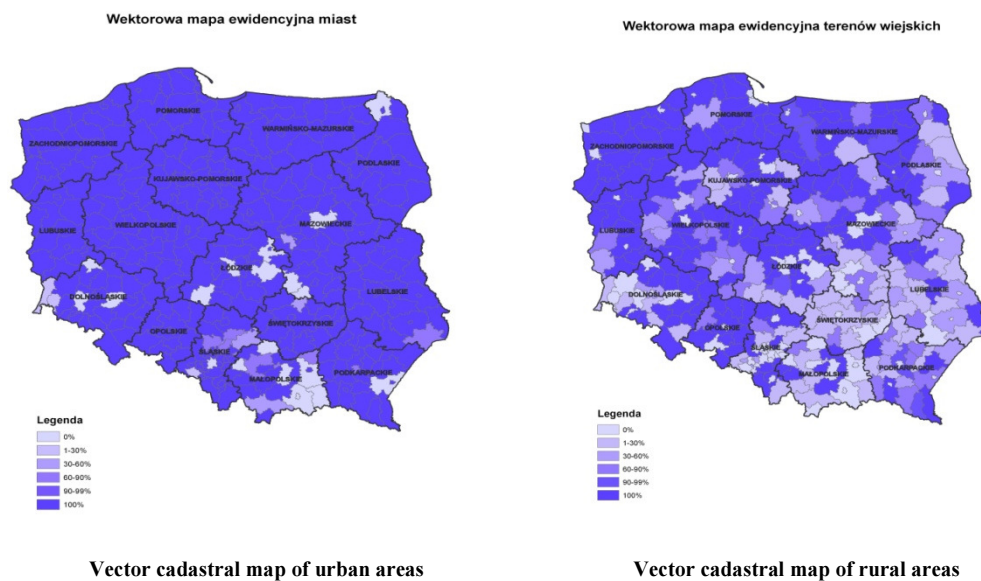 Wektorowa mapa ewidencyjna miast
POMORSKIE
WARMIŃSKO-MAZURSKIE
ZACHODNIOPOMORSKIE
PODLASKIE
KUJAWSKO-POMORSKIE
MAZOWIECKIE
WIELKOPOLSKIE
LUBUSKIE
ŁÓDZKIE
LUBELSKIE
DOLNOŚLĄSKIE
ŚWIĘTOKRZYSKIE
OPOLSKIE
ŚLĄSKIE
PODKARPACKIE
MAŁOPOLSKIE
Legenda
0%
1-30%
30-60%
60-90%
90-99%
100%
Vector cadastral map of urban areas
Wektorowa mapa ewidencyjna terenów wiejskich
POMORSKIE
WARMIŃSKO-MAZURSKIE
ZACHODNIOPOMORSKIE
PODLASKIE
KUJAWSKO-POMORSKIE
MAZOWIECKIE
WIELKOPOLSKIE
LUBUSKIE
ŁÓDZKIE
LUBELSKIE
DOLNOŚLĄSKIE
ŚWIĘTOKRZYSKIE
OPOLSKIE
ŚLĄSKIE
PODKARPACKIE
MAŁOPOLSKIE
Legenda
0%
1-30%
30-60%
60-90%
90-99%
100%
Vector cadastral map of rural areas